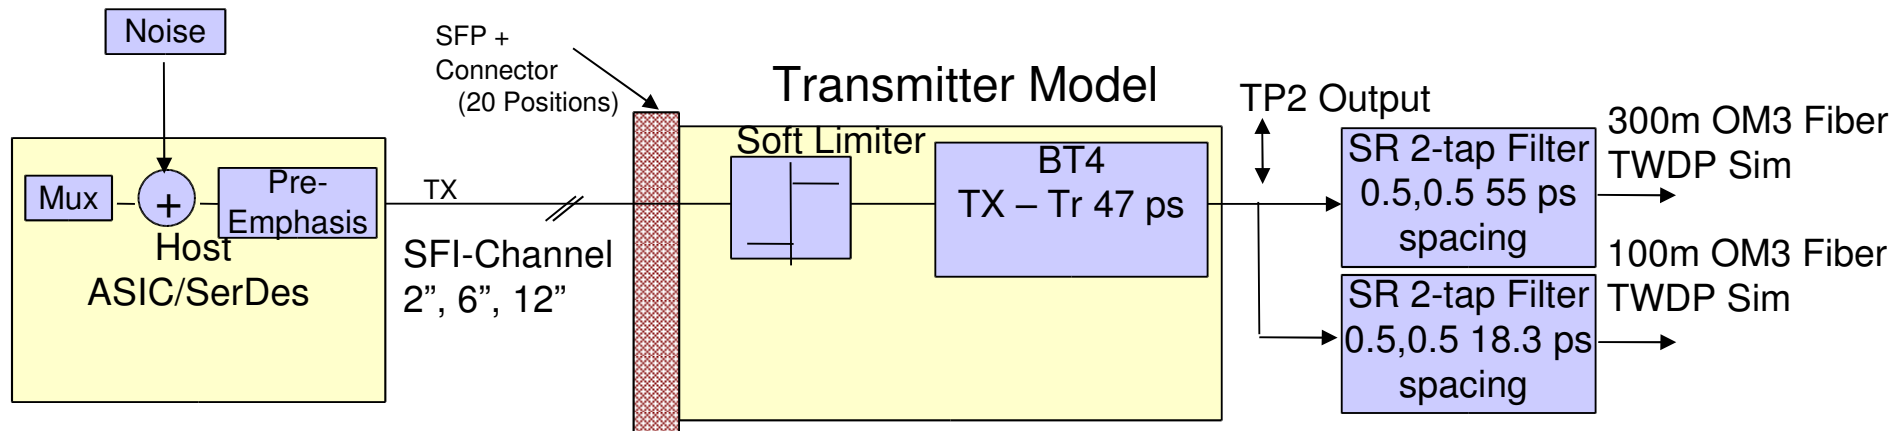 Noise
Mux
+
Pre-
Emphasis
Host
ASIC/SerDes
TX
SFI-Channel
2”, 6”, 12”
SFP +
Connector
(20 Positions)
Transmitter Model
Soft Limiter
BT4
TX – Tr 47 ps
TP2 Output
SR 2-tap Filter
0.5,0.5 55 ps
spacing
300m OM3 Fiber
TWDP Sim
SR 2-tap Filter
0.5,0.5 18.3 ps
spacing
100m OM3 Fiber
TWDP Sim